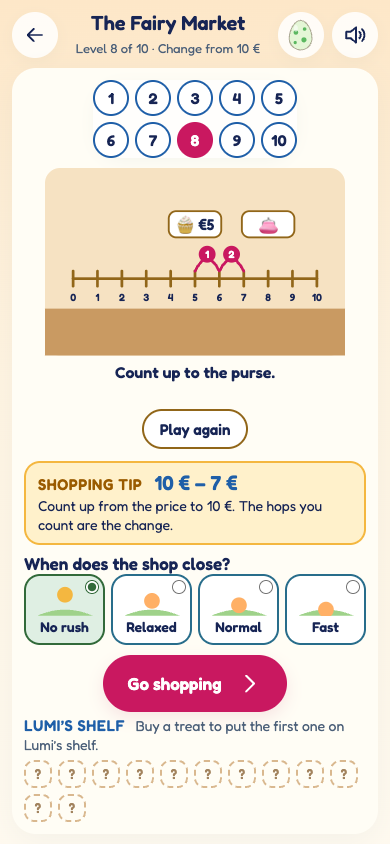 The Fairy Market
Level 8 of 10 · Change from 10 €
1 2 3 4 5
6 7 8 9 10
€5
1 2
0 1 2 3 4 5 6 7 8 9 10
Count up to the purse.
Play again
SHOPPING TIP 10 € – 7 €
Count up from the price to 10 €. The hops you
count are the change.
When does the shop close?
No rush Relaxed Normal Fast
Go shopping
LUMI'S SHELF Buy a treat to put the first one on
Lumi's shelf.
? ? ? ? ? ? ? ? ? ?
? ?